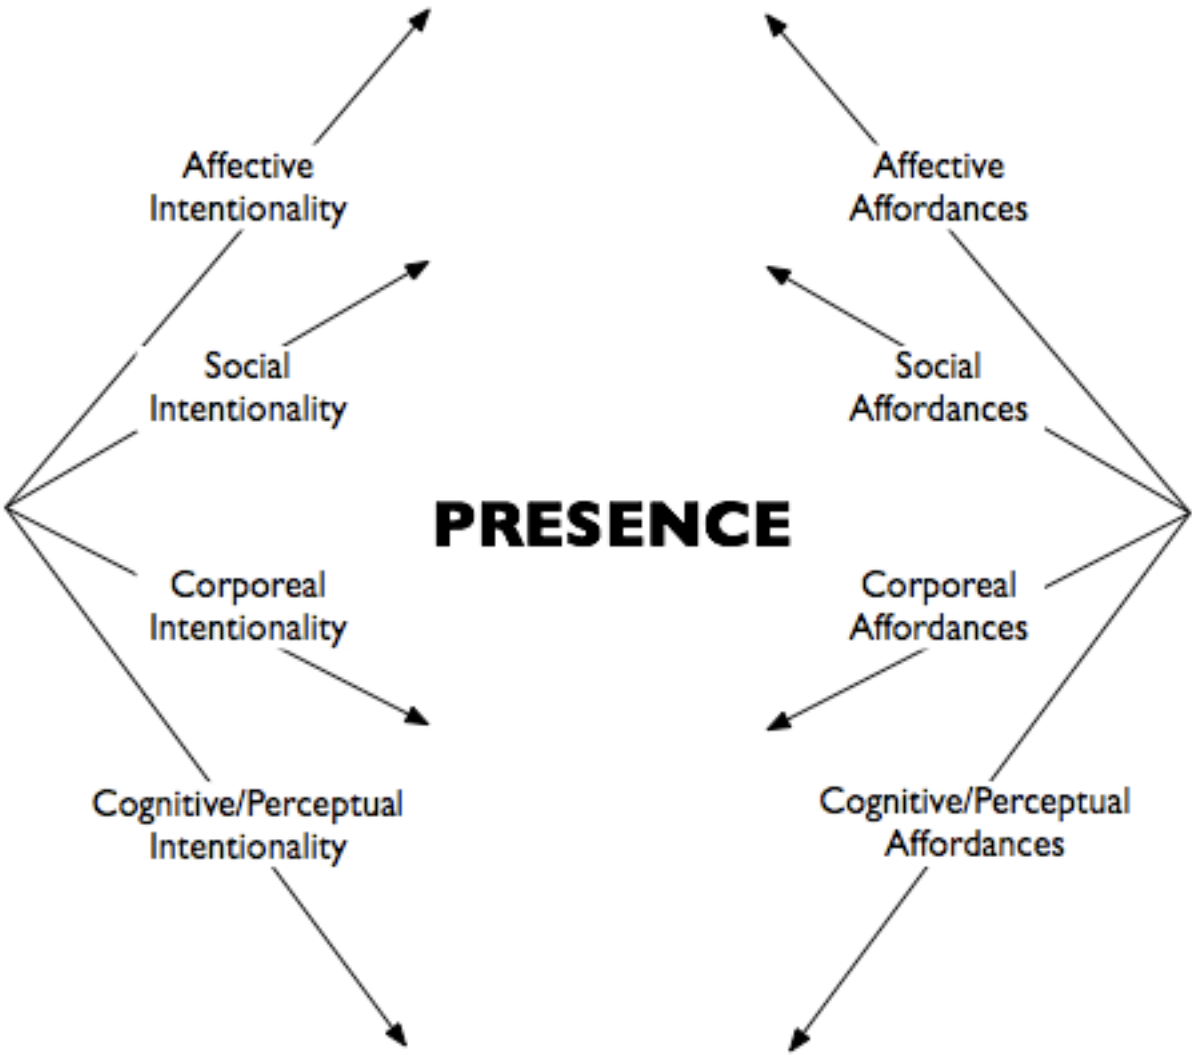 Affective
Intentionality
Affective
Affordances
Social
Intentionality
Social
Affordances
PRESENCE
Corporeal
Intentionality
Corporeal
Affordances
Cognitive/Perceptual
Intentionality
Cognitive/Perceptual
Affordances